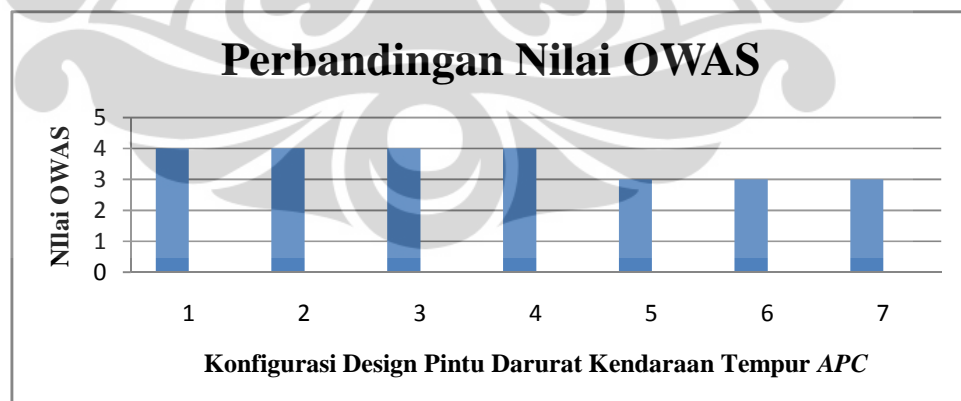 Perbandingan Nilai OWAS
NIlai OWAS
5
4
3
2
1
0
1 2 3 4 5 6 7
Konfigurasi Design Pintu Darurat Kendaraan Tempur APC